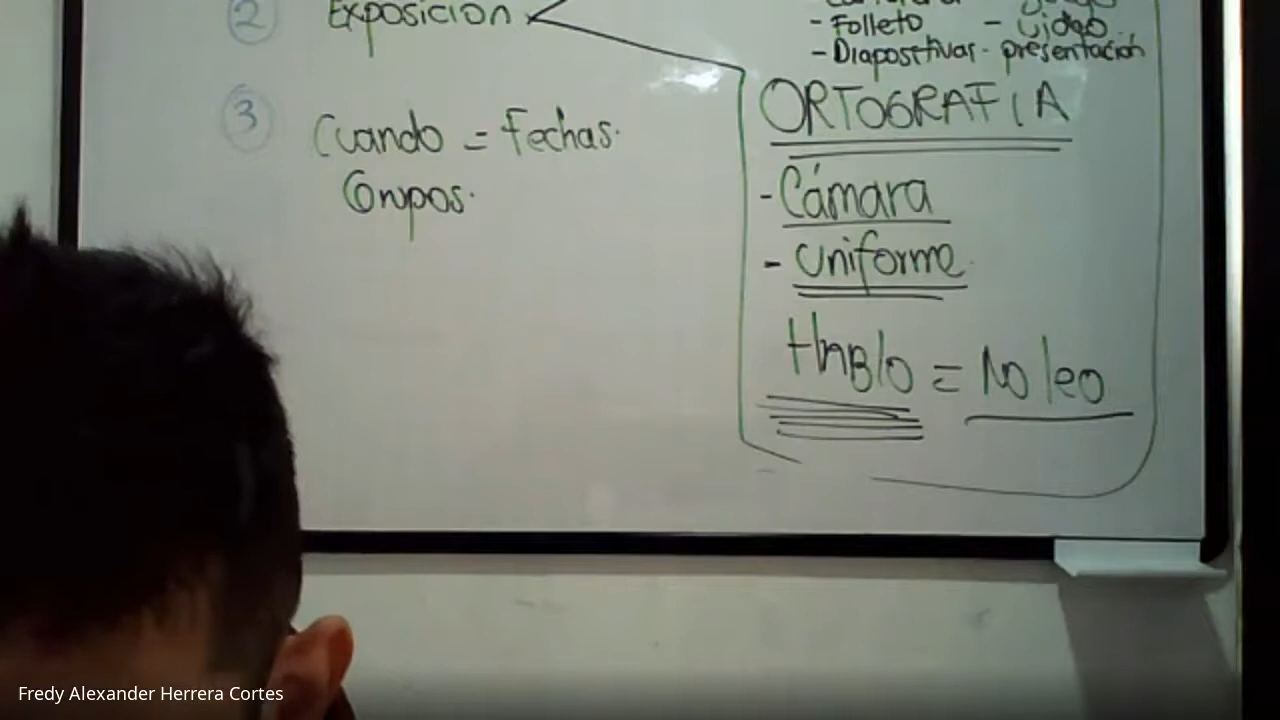 2 Exposición
- Folleto - video.
- Diapositivas - presentación
ORTOGRAFIA
3 Cuando = Fechas.
Grupos.
- Cámara
- Uniforme
HABlo = No leo
Fredy Alexander Herrera Cortes